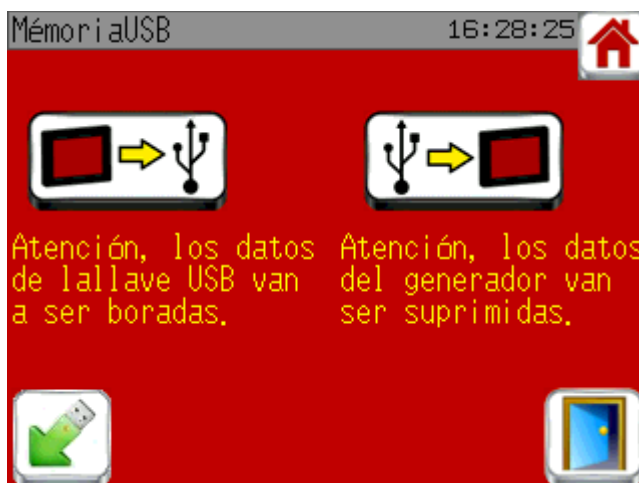 MémoriaUSB
16:28:25
Atención, los datos
de lallave USB van
a ser boradas.
Atención, los datos
del generador van
ser suprimidas.